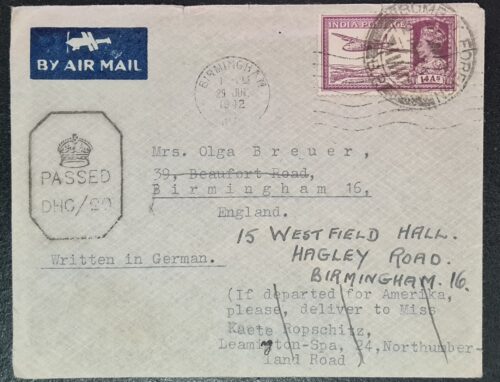 BY AIR MAIL
INDIA POSTAGE
14 AS
BIRMINGHAM
29 JUN
1942
PASSED
DHC/20
Mrs. Olga Breuer,
39, Beaufort Road,
Birmingham 16,
England.
15 WESTFIELD HALL.
HAGLEY ROAD.
BIRMINGHAM. 16.
Written in German.
(If departed for Amerika,
please, deliver to Miss
Kaete Ropschitz,
Leamington-Spa, 24, Northumber-
land Road)